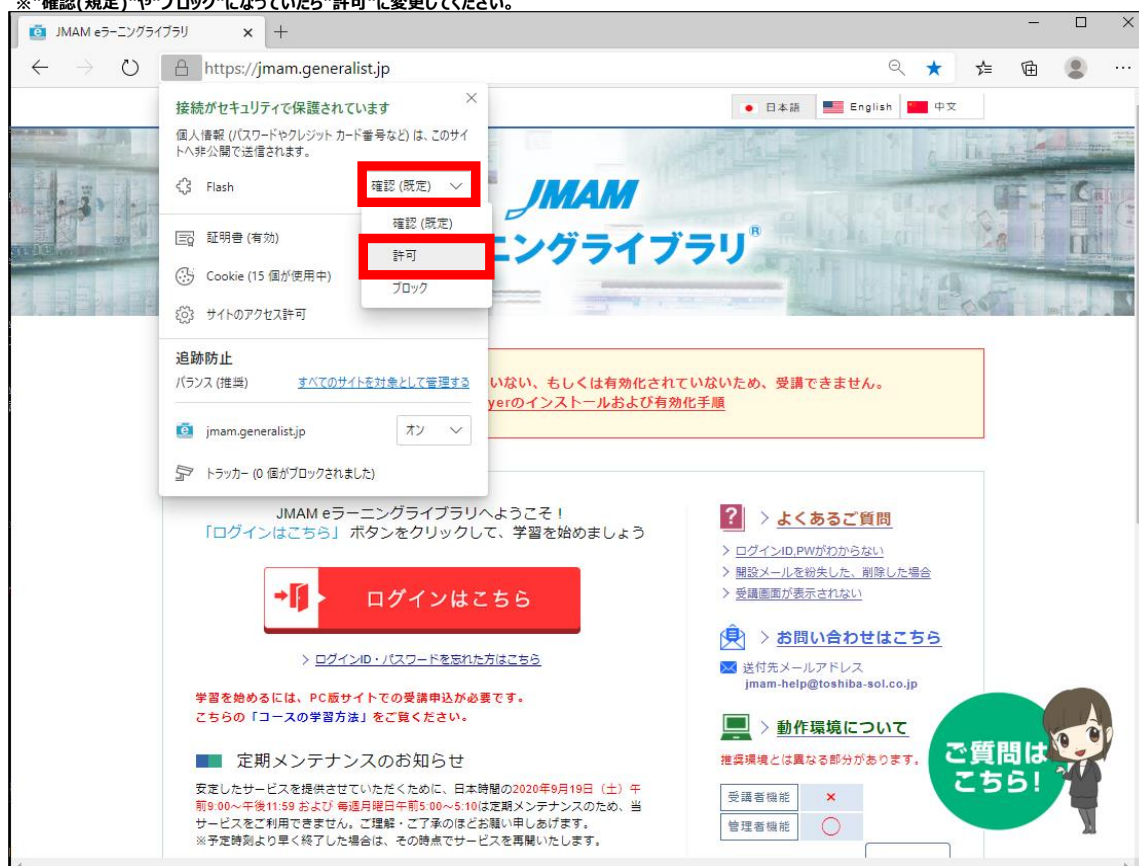 ※"確認(規定)"や"ブロック"になっていたら"許可"に変更してください。
JMAM eラーニングライブラリ
https://jmam.generalist.jp
日本語 English 中文
接続がセキュリティで保護されています
個人情報 (パスワードやクレジット カード番号など) は、このサイ
トへ非公開で送信されます。
Flash 確認 (既定)
確認 (既定)
許可
ブロック
証明書 (有効)
Cookie (15 個が使用中)
サイトのアクセス許可
追跡防止
バランス (推奨) すべてのサイトを対象として管理する
jmam.generalist.jp オン
トラッカー (0 個がブロックされました)
JMAM
ニングライブラリ®
いない、もしくは有効化されていないため、受講できません。
yerのインストールおよび有効化手順
JMAM eラーニングライブラリへようこそ！
「ログインはこちら」 ボタンをクリックして、学習を始めましょう
ログインはこちら
> ログインID・パスワードを忘れた方はこちら
学習を始めるには、PC版サイトでの受講申込が必要です。
こちらの「コースの学習方法」をご覧ください。
定期メンテナンスのお知らせ
安定したサービスを提供させていただくために、日本時間の2020年9月19日（土）午
前9:00～午後11:59 および 毎週月曜日午前5:00～5:10は定期メンテナンスのため、当
サービスをご利用できません。ご理解・ご了承のほどお願い申しあげます。
※予定時刻より早く終了した場合は、その時点でサービスを再開いたします。
? > よくあるご質問
> ログインID,PWがわからない
> 開設メールを紛失した、削除した場合
> 受講画面が表示されない
> お問い合わせはこちら
送付先メールアドレス
jmam-help@toshiba-sol.co.jp
> 動作環境について
推奨環境とは異なる部分があります。
受講者機能 ×
管理者機能 ○
ご質問は
こちら!